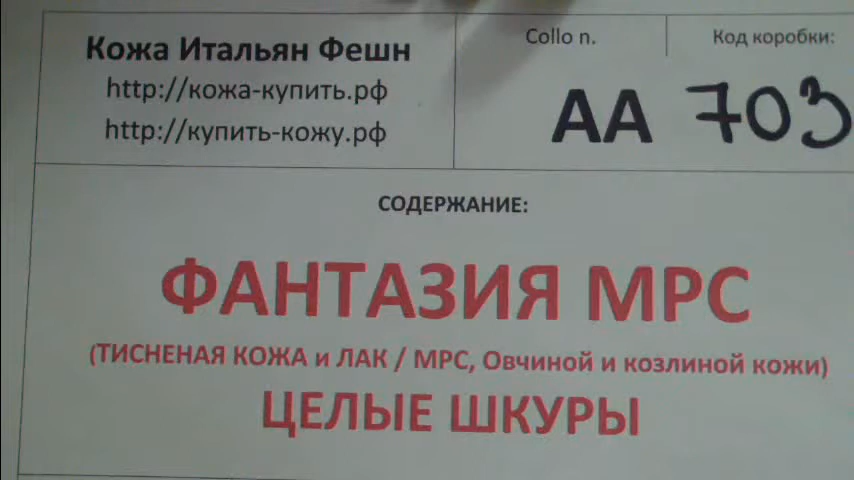 Кожа Итальян Фешн
http://кожа-купить.рф
http://купить-кожу.рф
Collo n.
Код коробки:
АА 703
СОДЕРЖАНИЕ:
ФАНТАЗИЯ МРС
(ТИСНЕНАЯ КОЖА и ЛАК / МРС, Овчиной и козлиной кожи)
ЦЕЛЫЕ ШКУРЫ